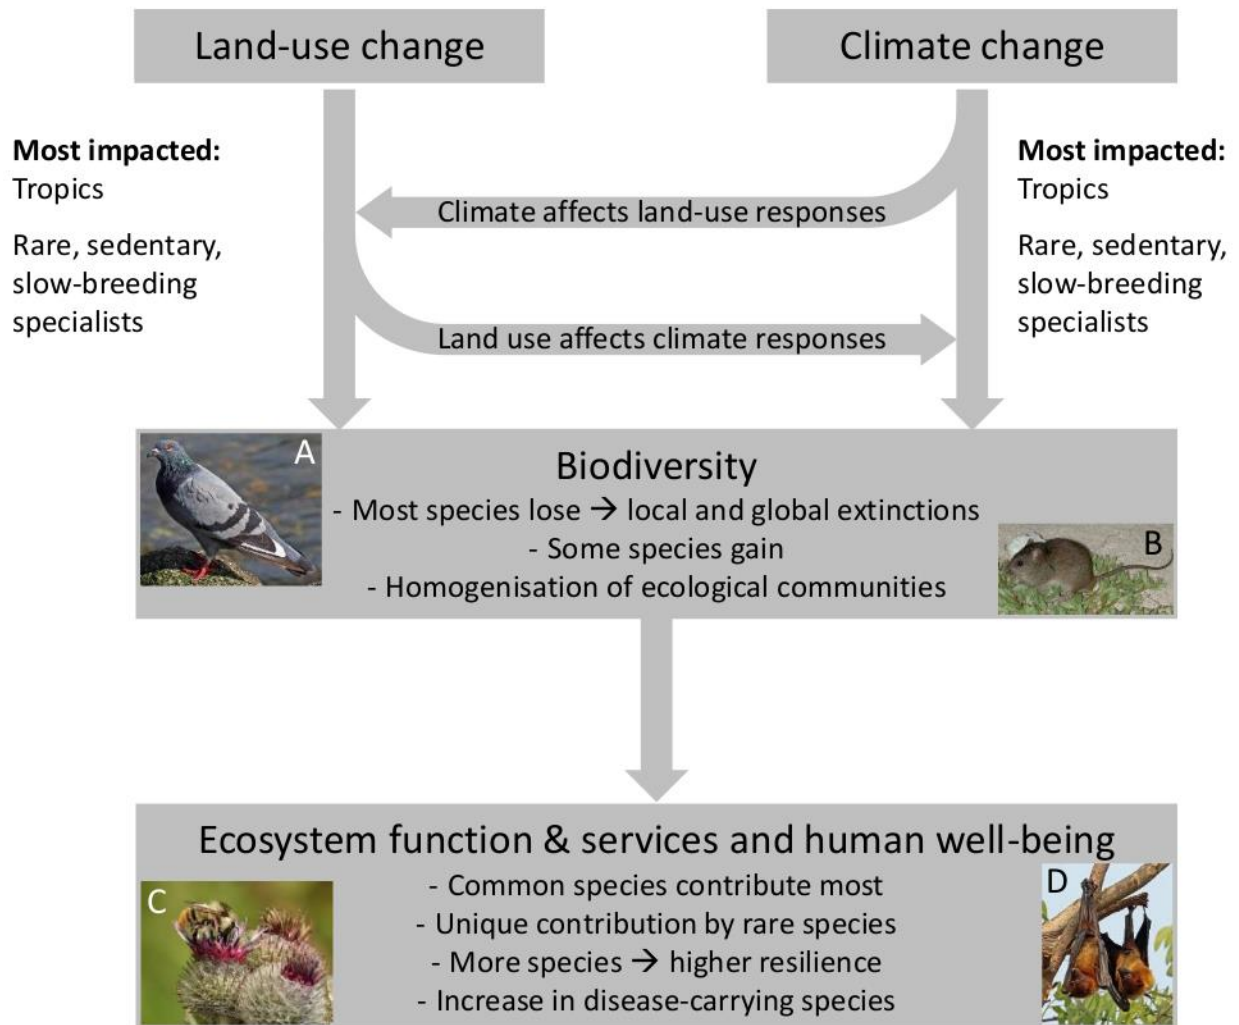 Land-use change
Climate change
Most impacted:
Tropics
Rare, sedentary,
slow-breeding
specialists
Most impacted:
Tropics
Rare, sedentary,
slow-breeding
specialists
Climate affects land-use responses
Land use affects climate responses
A
Biodiversity
- Most species lose → local and global extinctions
- Some species gain
- Homogenisation of ecological communities
B
Ecosystem function & services and human well-being
C
- Common species contribute most
- Unique contribution by rare species
- More species → higher resilience
- Increase in disease-carrying species
D